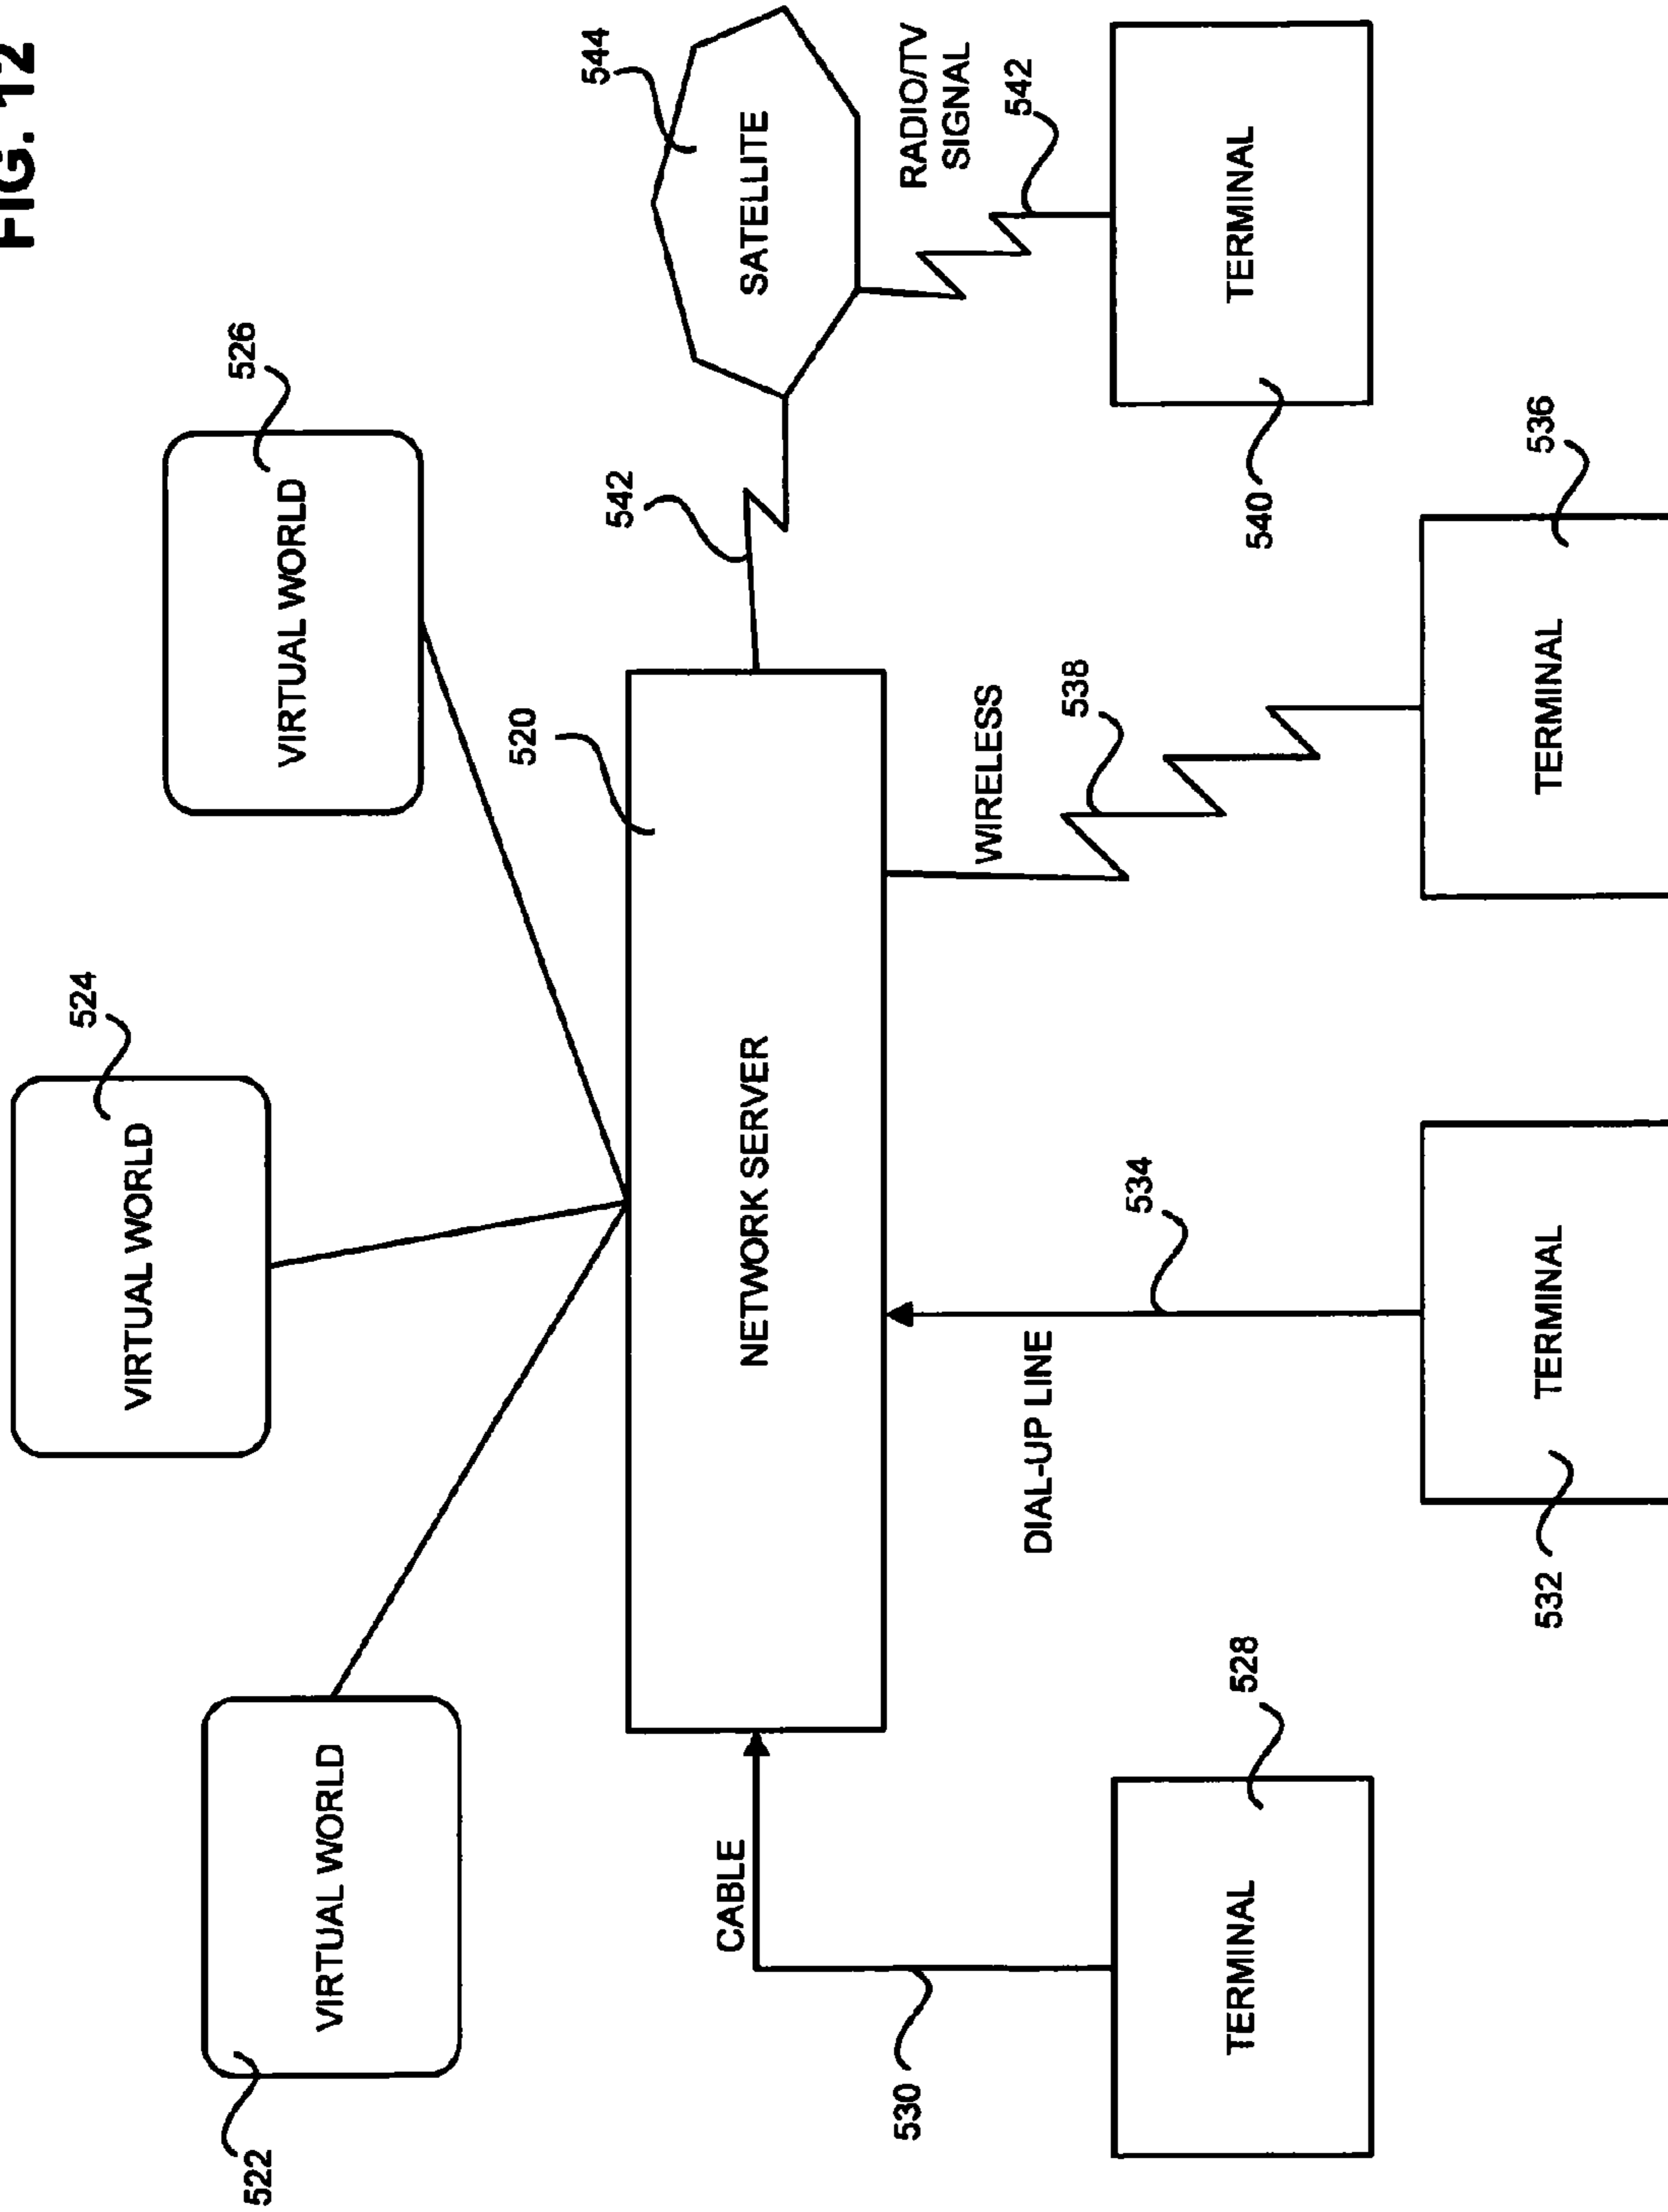 FIG. 12
524
VIRTUAL WORLD
526
VIRTUAL WORLD
522
VIRTUAL WORLD
520
544
542
SATELLITE
NETWORK SERVER
CABLE
RADIO/TV
SIGNAL
542
WIRELESS
538
DIAL-UP LINE
534
530
528
TERMINAL
540
TERMINAL
532
TERMINAL
536
TERMINAL